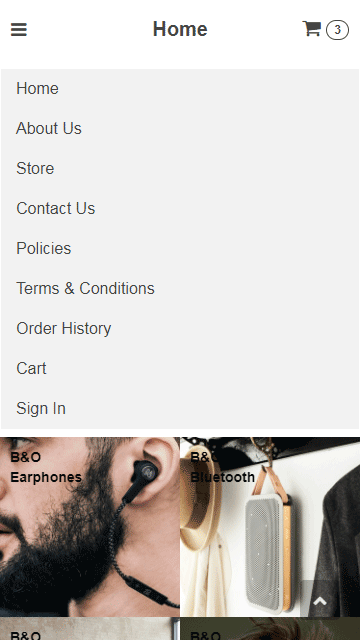 Home
3
Home
About Us
Store
Contact Us
Policies
Terms & Conditions
Order History
Cart
Sign In
B&O
Earphones
B&O
Bluetooth
B&O
B&O